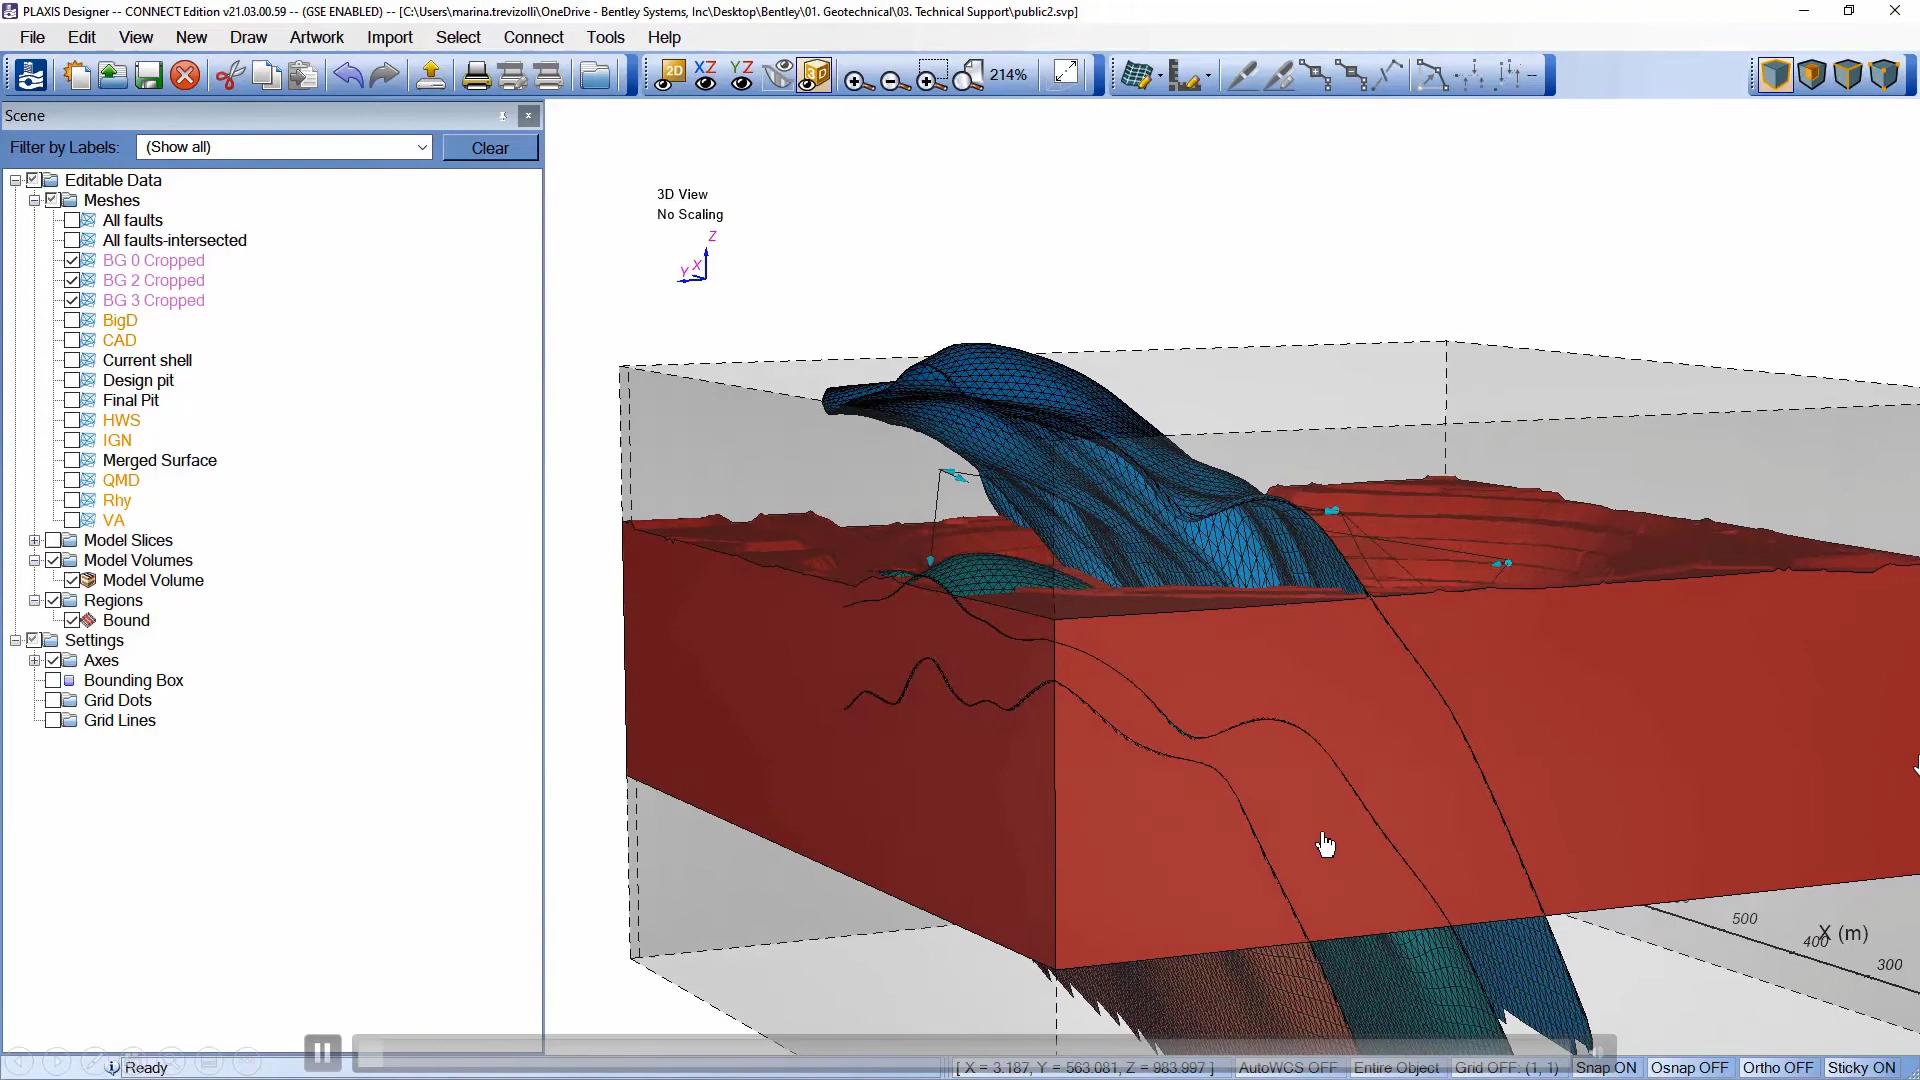 PLAXIS Designer -- CONNECT Edition v21.03.00.59 -- (GSE ENABLED) -- [C:\Users\marina.trevizolli\OneDrive - Bentley Systems, Inc\Desktop\Bentley\01. Geotechnical\03. Technical Support\public2.svp]
File Edit View New Draw Artwork Import Select Connect Tools Help
2D XZ YZ 3D 214%
Scene
Filter by Labels: (Show all) Clear
Editable Data
Meshes
All faults
All faults-intersected
BG 0 Cropped
BG 2 Cropped
BG 3 Cropped
BigD
CAD
Current shell
Design pit
Final Pit
HWS
IGN
Merged Surface
QMD
Rhy
VA
Model Slices
Model Volumes
Model Volume
Regions
Bound
Settings
Axes
Bounding Box
Grid Dots
Grid Lines
3D View
No Scaling
Z
Y X
500
400
X (m)
300
Ready [ X = 3.187, Y = 563.081, Z = 983.997 ] AutoWCS OFF Entire Object Grid OFF: (1, 1) Snap ON Osnap OFF Ortho OFF Sticky ON